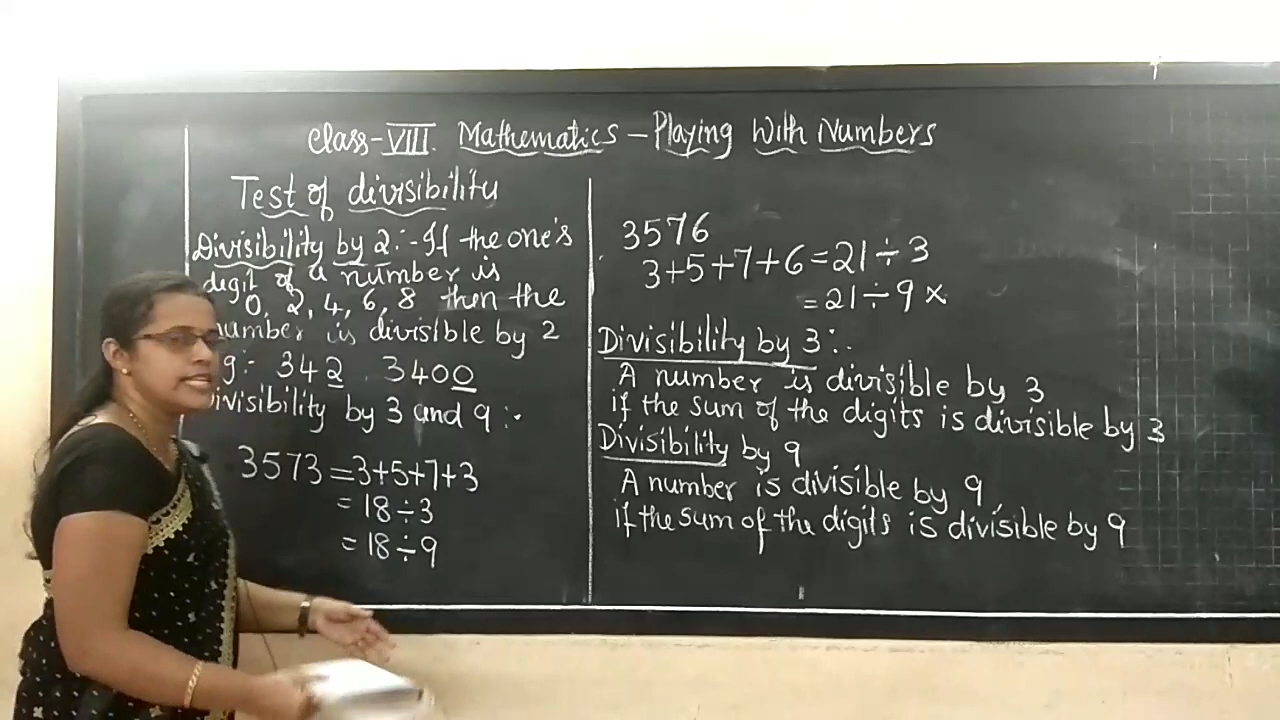 Class-VIII. Mathematics - Playing With Numbers
Test of divisibility
Divisibility by 2:- If the one's
digit of a number is
0, 2, 4, 6, 8 then the
number is divisible by 2
g:- 342, 3400
Divisibility by 3 and 9:-
3573 = 3+5+7+3
= 18÷3
= 18÷9
3576
3+5+7+6 = 21÷3
= 21÷9 ×
Divisibility by 3:-
A number is divisible by 3
if the sum of the digits is divisible by 3
Divisibility by 9
A number is divisible by 9
if the sum of the digits is divisible by 9